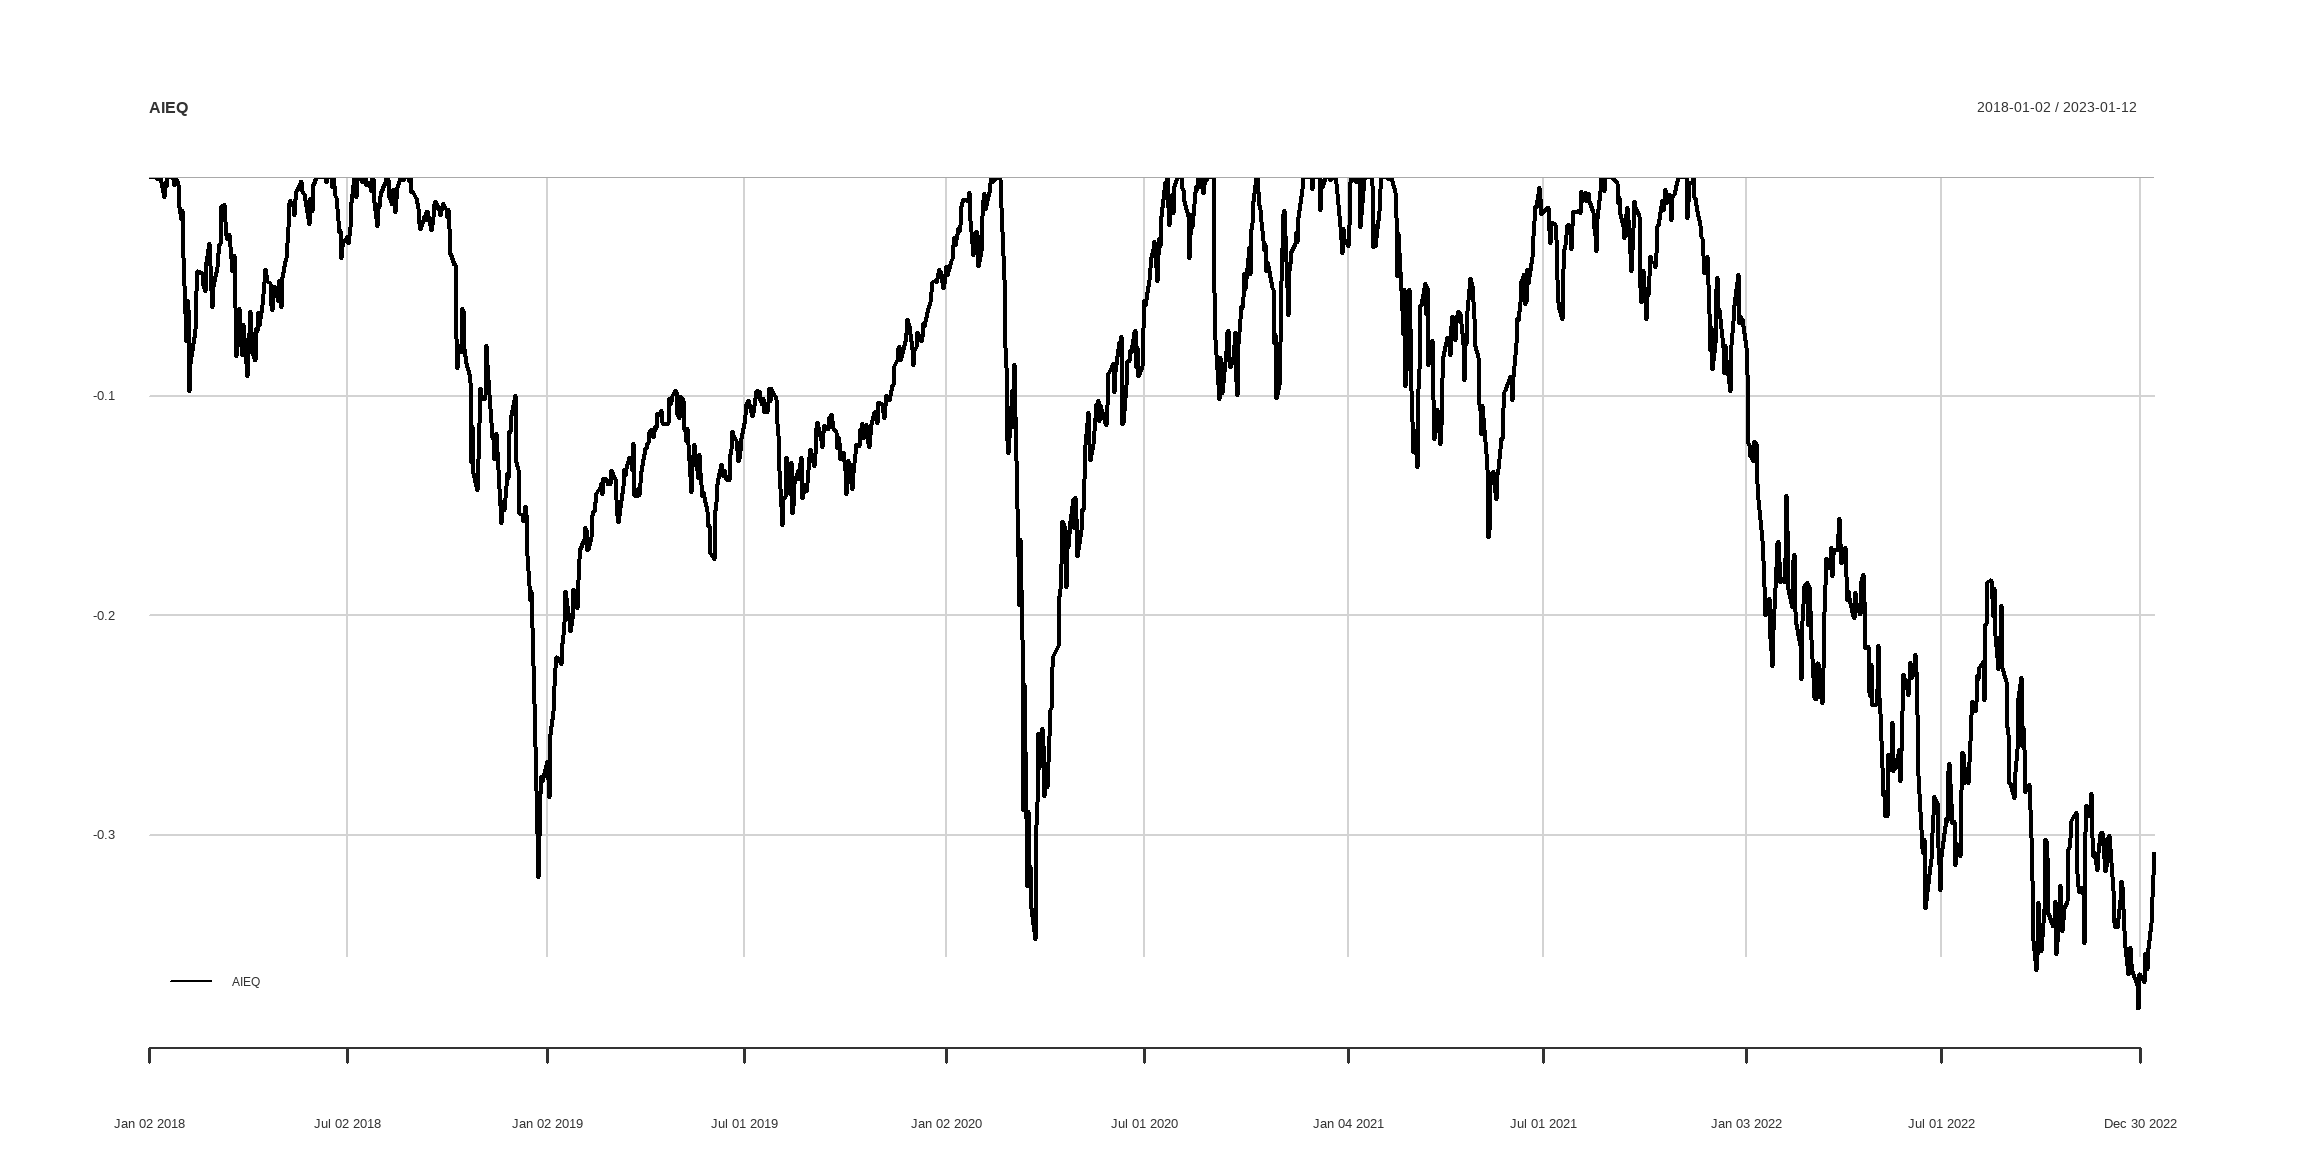 AIEQ
2018-01-02 / 2023-01-12
-0.1
-0.2
-0.3
AIEQ
Jan 02 2018
Jul 02 2018
Jan 02 2019
Jul 01 2019
Jan 02 2020
Jul 01 2020
Jan 04 2021
Jul 01 2021
Jan 03 2022
Jul 01 2022
Dec 30 2022